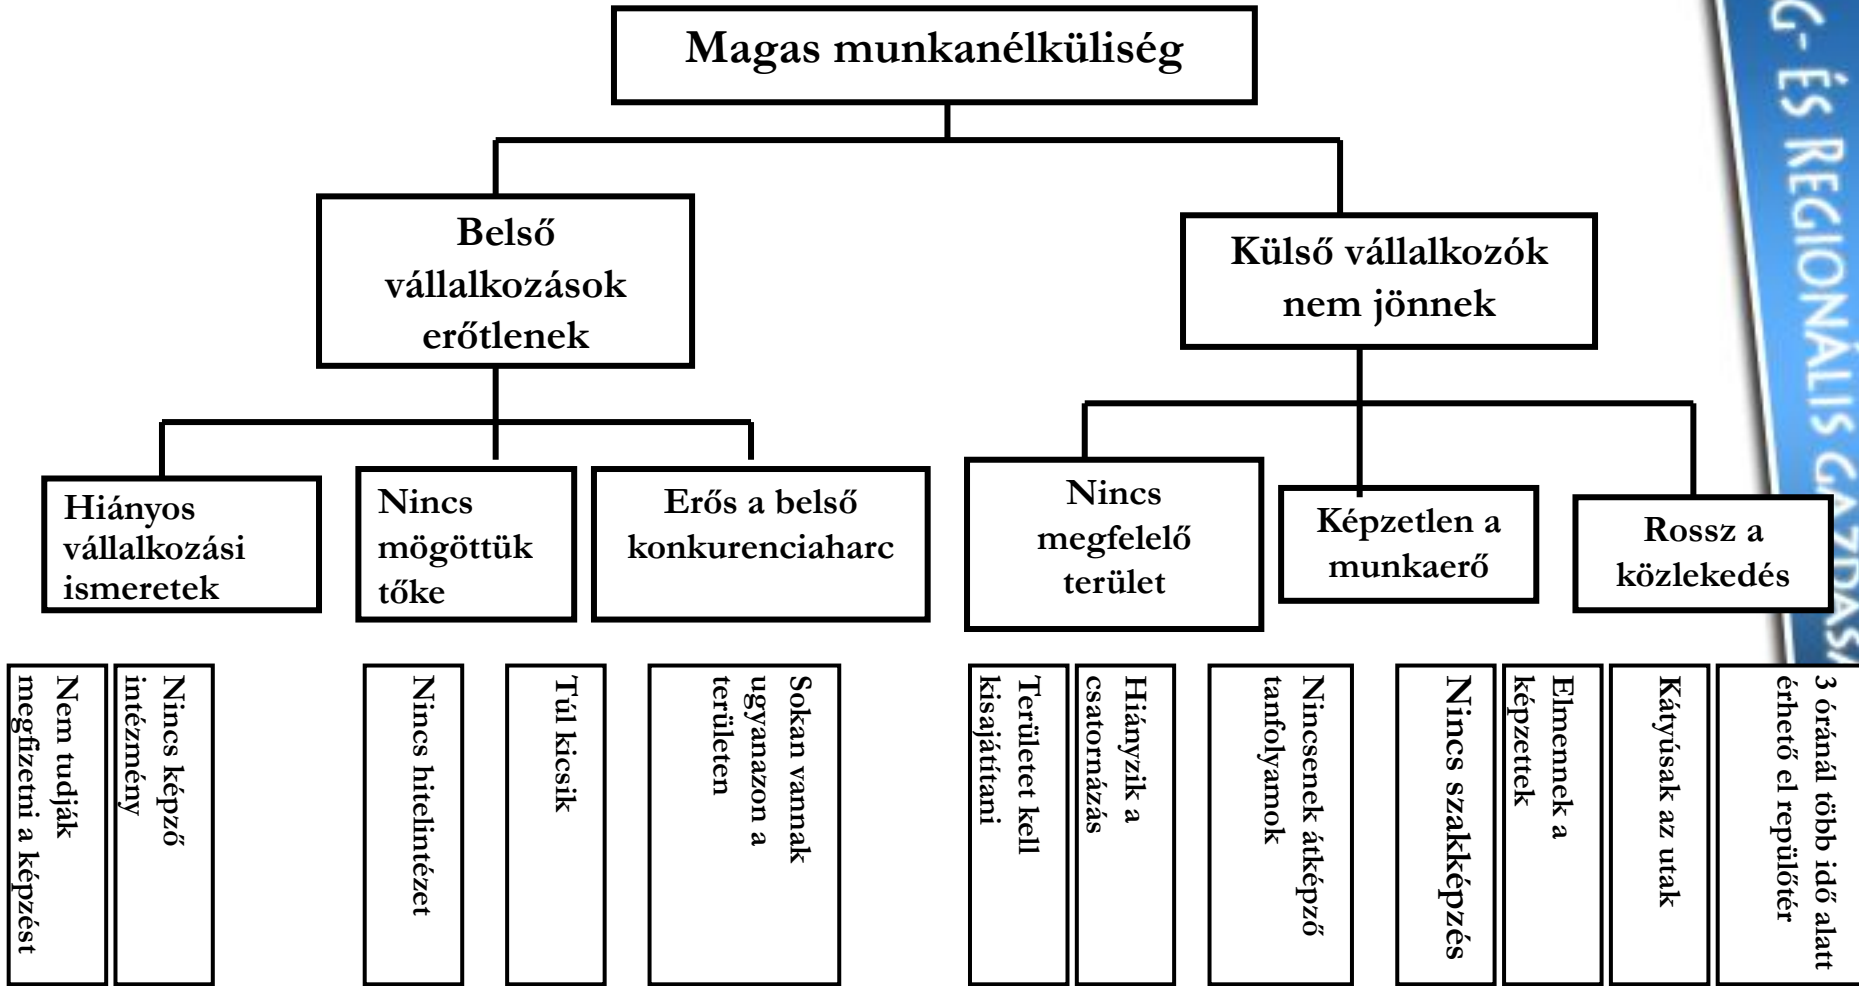 Magas munkanélküliség
Belső
vállalkozások
erőtlenek
Külső vállalkozók
nem jönnek
Hiányos
vállalkozási
ismeretek
Nincs
mögöttük
tőke
Erős a belső
konkurenciaharc
Nincs
megfelelő
terület
Képzetlen a
munkaerő
Rossz a
közlekedés
Nem tudják
megfizetni a képzést
Nincs képző
intézmény
Nincs hitelintézet
Túl kicsik
Sokan vannak
ugyanazon a
területen
Területet kell
kisajátítani
Hiányzik a
csatornázás
Nincsenek átképző
tanfolyamok
Nincs szakképzés
Elmennek a
képzettek
Kátyúsak az utak
3 óránál több idő alatt
érhető el repülőtér
ÉS REGIONÁLIS